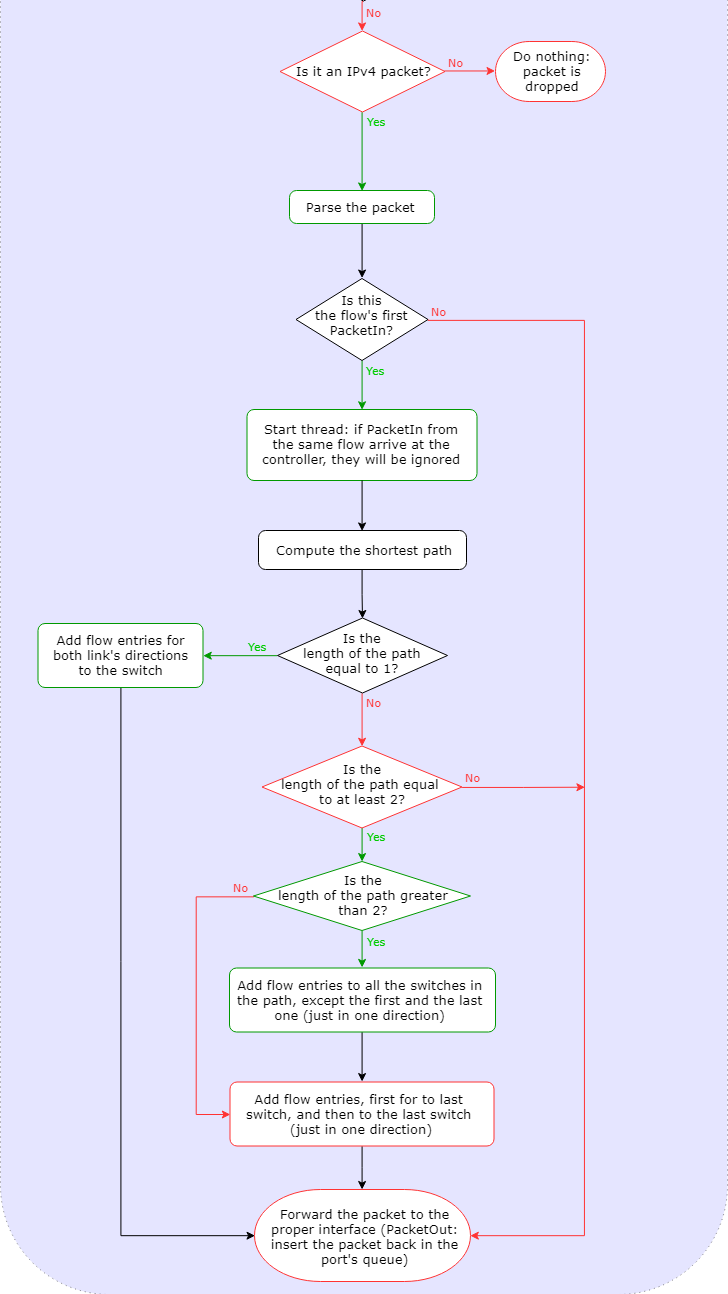 No
Is it an IPv4 packet?
No
Do nothing:
packet is
dropped
Yes
Parse the packet
Is this
the flow's first
PacketIn?
No
Yes
Start thread: if PacketIn from
the same flow arrive at the
controller, they will be ignored
Compute the shortest path
Is the
length of the path
equal to 1?
Yes
Add flow entries for
both link's directions
to the switch
No
Is the
length of the path equal
to at least 2?
No
Yes
Is the
length of the path greater
than 2?
No
Yes
Add flow entries to all the switches in
the path, except the first and the last
one (just in one direction)
Add flow entries, first for to last
switch, and then to the last switch
(just in one direction)
Forward the packet to the
proper interface (PacketOut:
insert the packet back in the
port's queue)